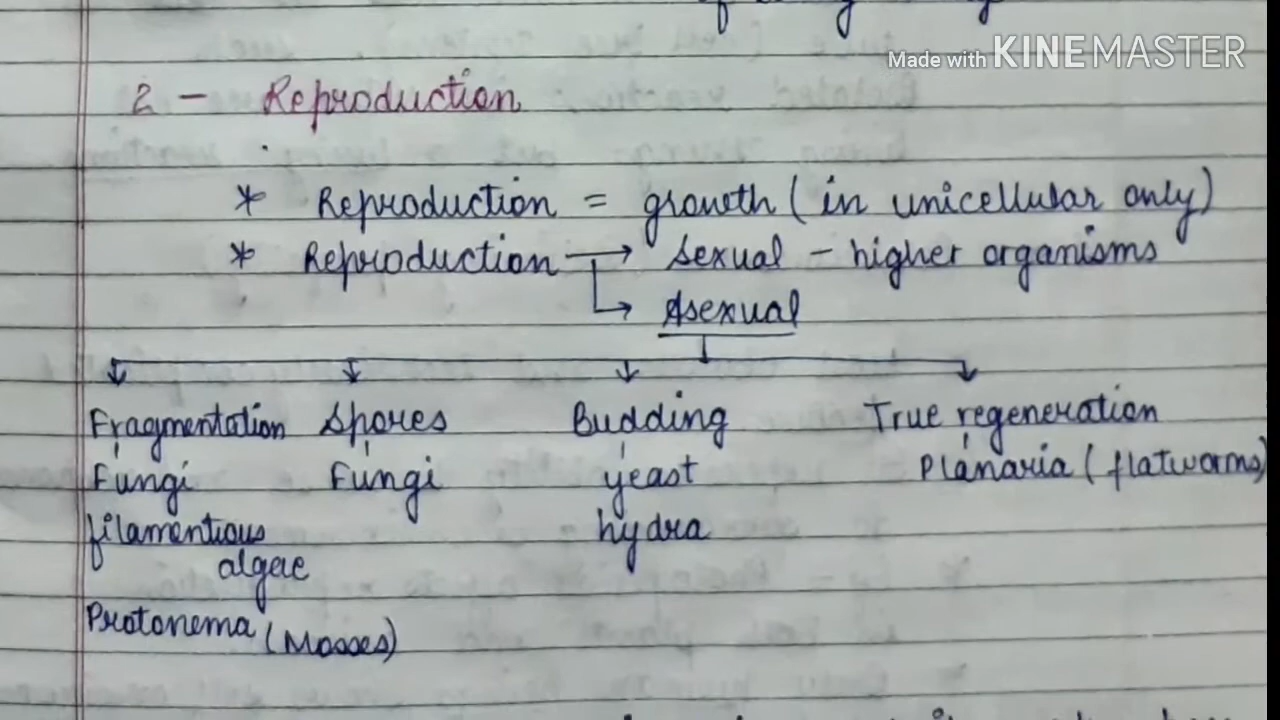 Made with KINEMASTER
2 - Reproduction
* Reproduction = growth (in unicellular only)
* Reproduction → sexual - higher organisms
↳ Asexual
Fragmentation Spores Budding True regeneration
Fungi Fungi yeast Planaria (flatworms)
filamentious hydra
algae
Protonema (Mosses)